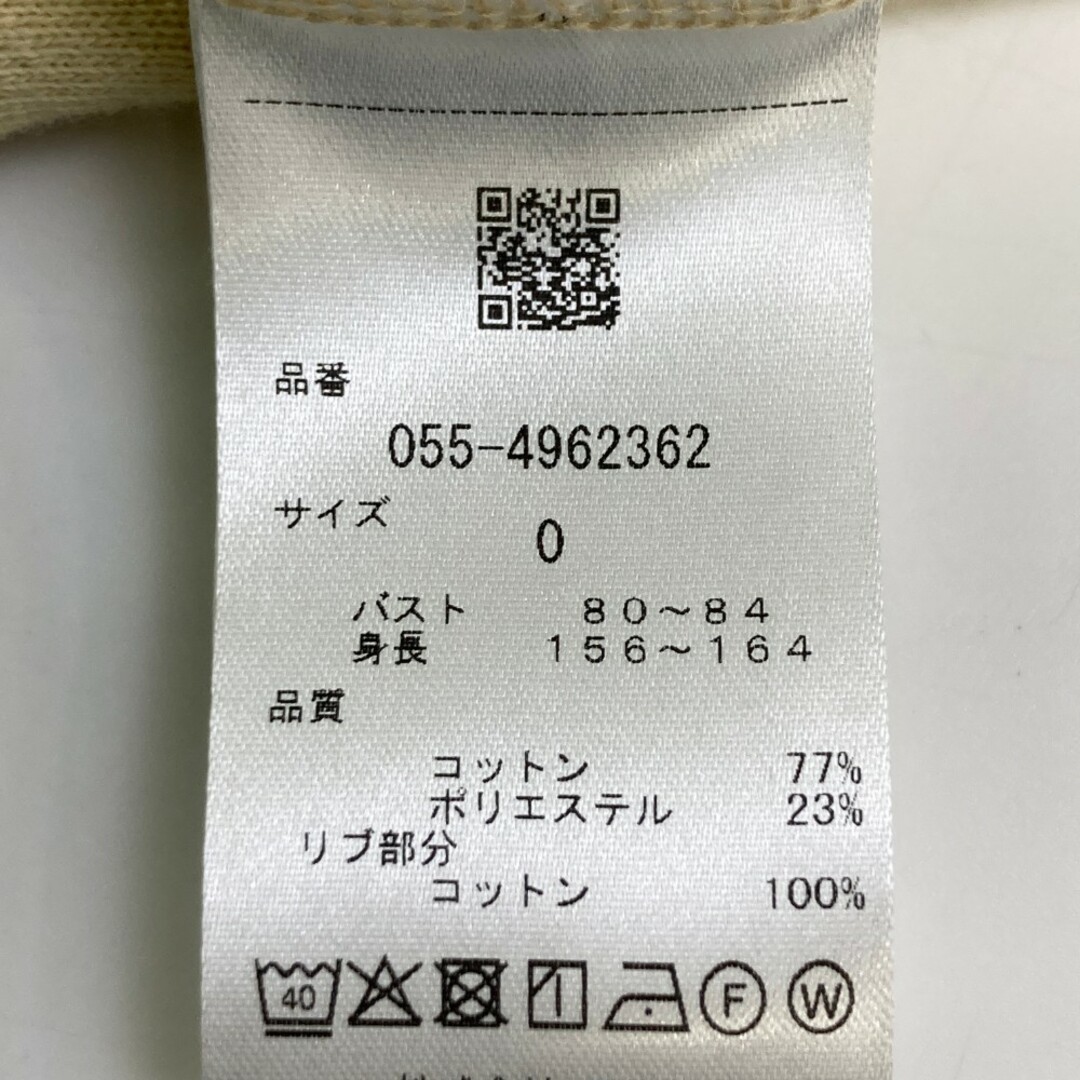 品番
055-4962362
サイズ
0
バスト 80～84
身長 156～164
品質
コットン 77%
ポリエステル 23%
リブ部分
コットン 100%
40 F W